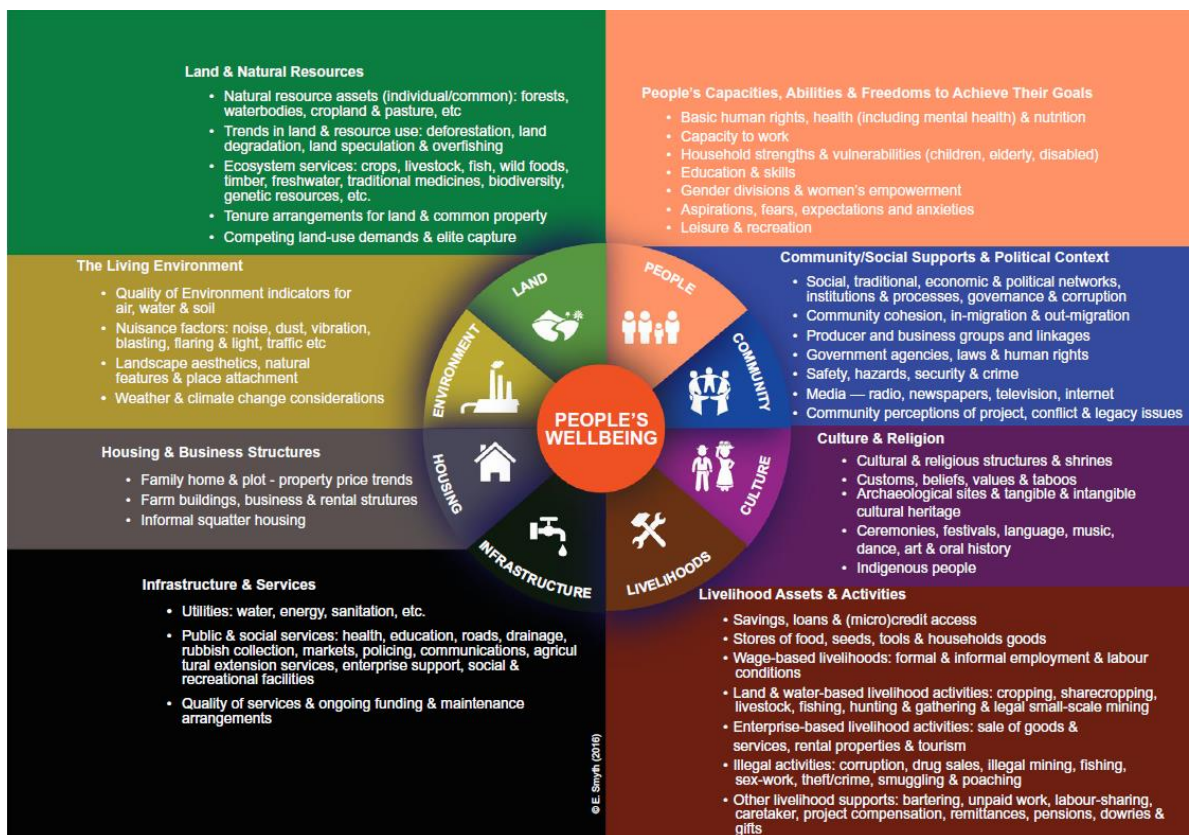 Land & Natural Resources
• Natural resource assets (individual/common): forests,
waterbodies, cropland & pasture, etc
• Trends in land & resource use: deforestation, land
degradation, land speculation & overfishing
• Ecosystem services: crops, livestock, fish, wild foods,
timber, freshwater, traditional medicines, biodiversity,
genetic resources, etc.
• Tenure arrangements for land & common property
• Competing land-use demands & elite capture
The Living Environment
• Quality of Environment indicators for
air, water & soil
• Nuisance factors: noise, dust, vibration,
blasting, flaring & light, traffic etc
• Landscape aesthetics, natural
features & place attachment
• Weather & climate change considerations
Housing & Business Structures
• Family home & plot - property price trends
• Farm buildings, business & rental strutures
• Informal squatter housing
Infrastructure & Services
• Utilities: water, energy, sanitation, etc.
• Public & social services: health, education, roads, drainage,
rubbish collection, markets, policing, communications, agricul
tural extension services, enterprise support, social &
recreational facilities
• Quality of services & ongoing funding & maintenance
arrangements
© E. Smyth (2016)
LAND
PEOPLE
ENVIRONMENT
COMMUNITY
PEOPLE'S
WELLBEING
HOUSING
CULTURE
INFRASTRUCTURE
LIVELIHOODS
People's Capacities, Abilities & Freedoms to Achieve Their Goals
• Basic human rights, health (including mental health) & nutrition
• Capacity to work
• Household strengths & vulnerabilities (children, elderly, disabled)
• Education & skills
• Gender divisions & women's empowerment
• Aspirations, fears, expectations and anxieties
• Leisure & recreation
Community/Social Supports & Political Context
• Social, traditional, economic & political networks,
institutions & processes, governance & corruption
• Community cohesion, in-migration & out-migration
• Producer and business groups and linkages
• Government agencies, laws & human rights
• Safety, hazards, security & crime
• Media — radio, newspapers, television, internet
• Community perceptions of project, conflict & legacy issues
Culture & Religion
• Cultural & religious structures & shrines
• Customs, beliefs, values & taboos
• Archaeological sites & tangible & intangible
cultural heritage
• Ceremonies, festivals, language, music,
dance, art & oral history
• Indigenous people
Livelihood Assets & Activities
• Savings, loans & (micro)credit access
• Stores of food, seeds, tools & households goods
• Wage-based livelihoods: formal & informal employment & labour
conditions
• Land & water-based livelihood activities: cropping, sharecropping,
livestock, fishing, hunting & gathering & legal small-scale mining
• Enterprise-based livelihood activities: sale of goods &
services, rental properties & tourism
• Illegal activities: corruption, drug sales, illegal mining, fishing,
sex-work, theft/crime, smuggling & poaching
• Other livelihood supports: bartering, unpaid work, labour-sharing,
caretaker, project compensation, remittances, pensions, dowries &
gifts